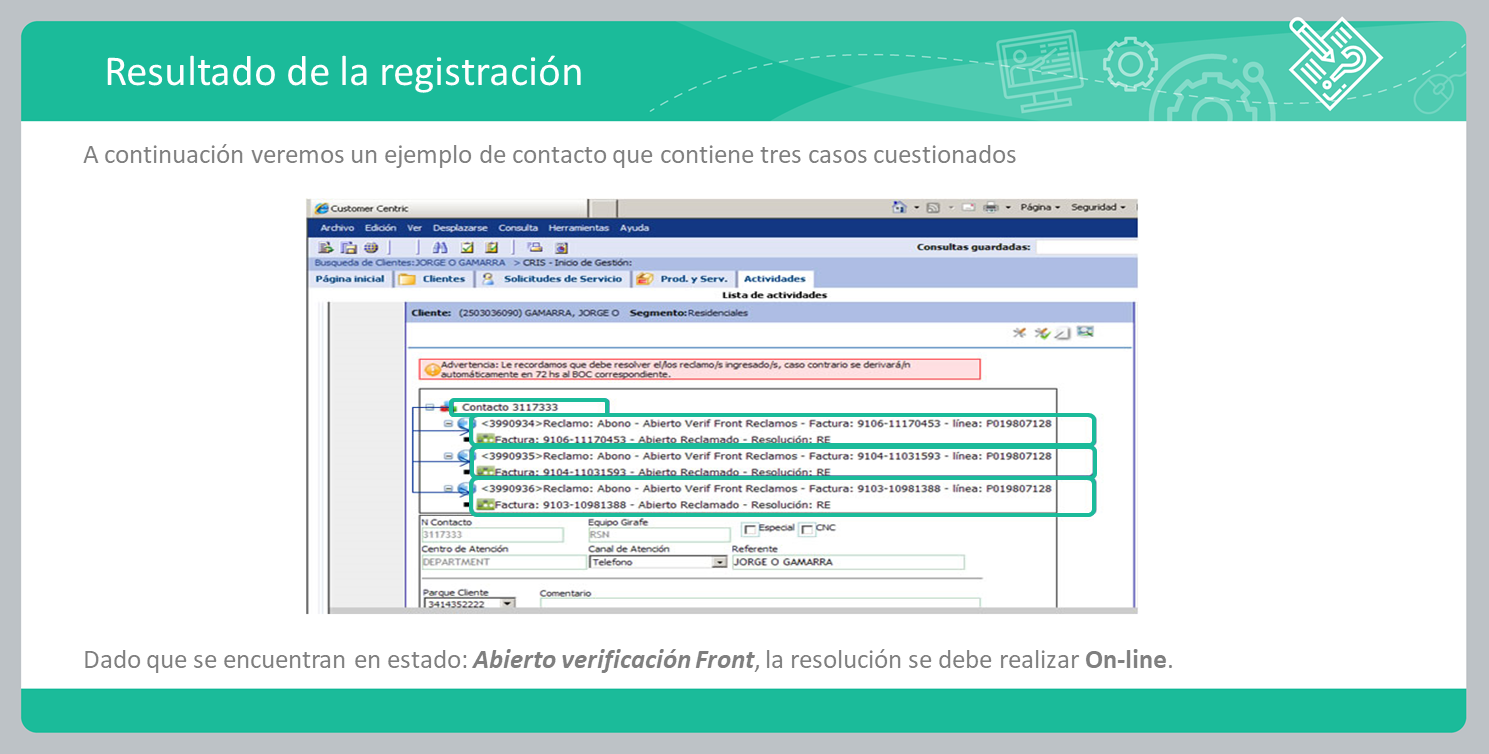 Resultado de la registración
A continuación veremos un ejemplo de contacto que contiene tres casos cuestionados
Customer Centric
Página
Seguridad
Archivo Edición Ver Desplazarse Consulta Herramientas Ayuda
Consultas guardadas:
Busqueda de Clientes:JORGE O GAMARRA > CRIS - Inicio de Gestión:
Página inicial Clientes Solicitudes de Servicio Prod. y Serv. Actividades
Lista de actividades
Cliente: (2503036090) GAMARRA, JORGE O Segmento: Residenciales
Advertencia: Le recordamos que debe resolver el/los reclamo/s ingresado/s, caso contrario se derivará/n
automáticamente en 72 hs al BOC correspondiente.
Contacto 3117333
<3990934>Reclamo: Abono - Abierto Verif Front Reclamos - Factura: 9106-11170453 - línea: P019807128
Factura: 9106-11170453 - Abierto Reclamado - Resolución: RE
<3990935>Reclamo: Abono - Abierto Verif Front Reclamos - Factura: 9104-11031593 - línea: P019807128
Factura: 9104-11031593 - Abierto Reclamado - Resolución: RE
<3990936>Reclamo: Abono - Abierto Verif Front Reclamos - Factura: 9103-10981388 - línea: P019807128
Factura: 9103-10981388 - Abierto Reclamado - Resolución: RE
N Contacto Equipo Girafe Especial CNC
3117333 RSN
Centro de Atención Canal de Atención Referente
DEPARTMENT Telefono JORGE O GAMARRA
Parque Cliente Comentario
3414352222
Dado que se encuentran en estado: Abierto verificación Front, la resolución se debe realizar On-line.